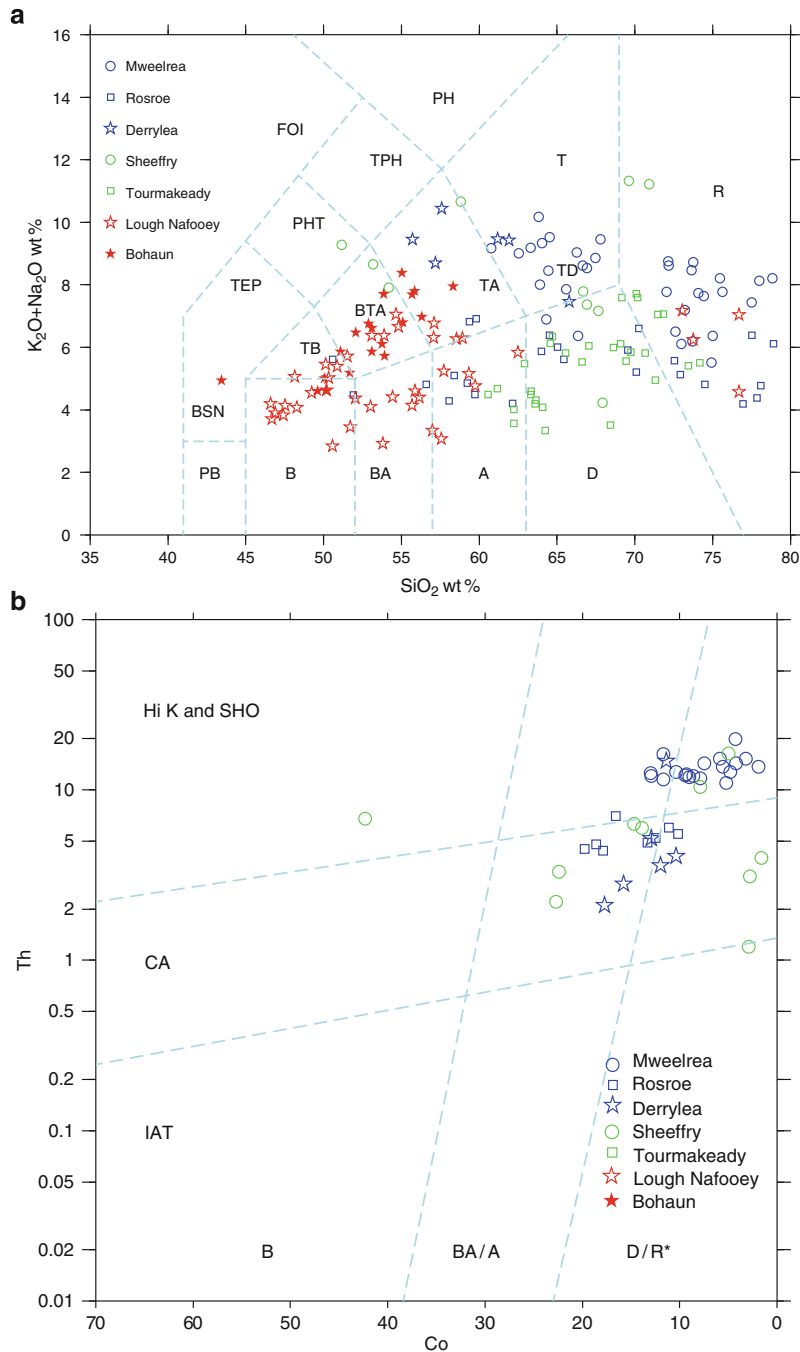 a
16
14
12
10
8
6
4
2
0
K2O+Na2O wt %
Mweelrea
Rosroe
Derrylea
Sheeffry
Tourmakeady
Lough Nafooey
Bohaun
PH
FOI
TPH
T
R
PHT
TEP
TA
TD
BTA
TB
BSN
PB
B
BA
A
D
35 40 45 50 55 60 65 70 75 80
SiO2 wt %
b
100
50
20
10
5
2
1
0.5
0.2
0.1
0.05
0.02
0.01
Th
Hi K and SHO
CA
IAT
Mweelrea
Rosroe
Derrylea
Sheeffry
Tourmakeady
Lough Nafooey
Bohaun
B BA / A D / R*
70 60 50 40 30 20 10 0
Co